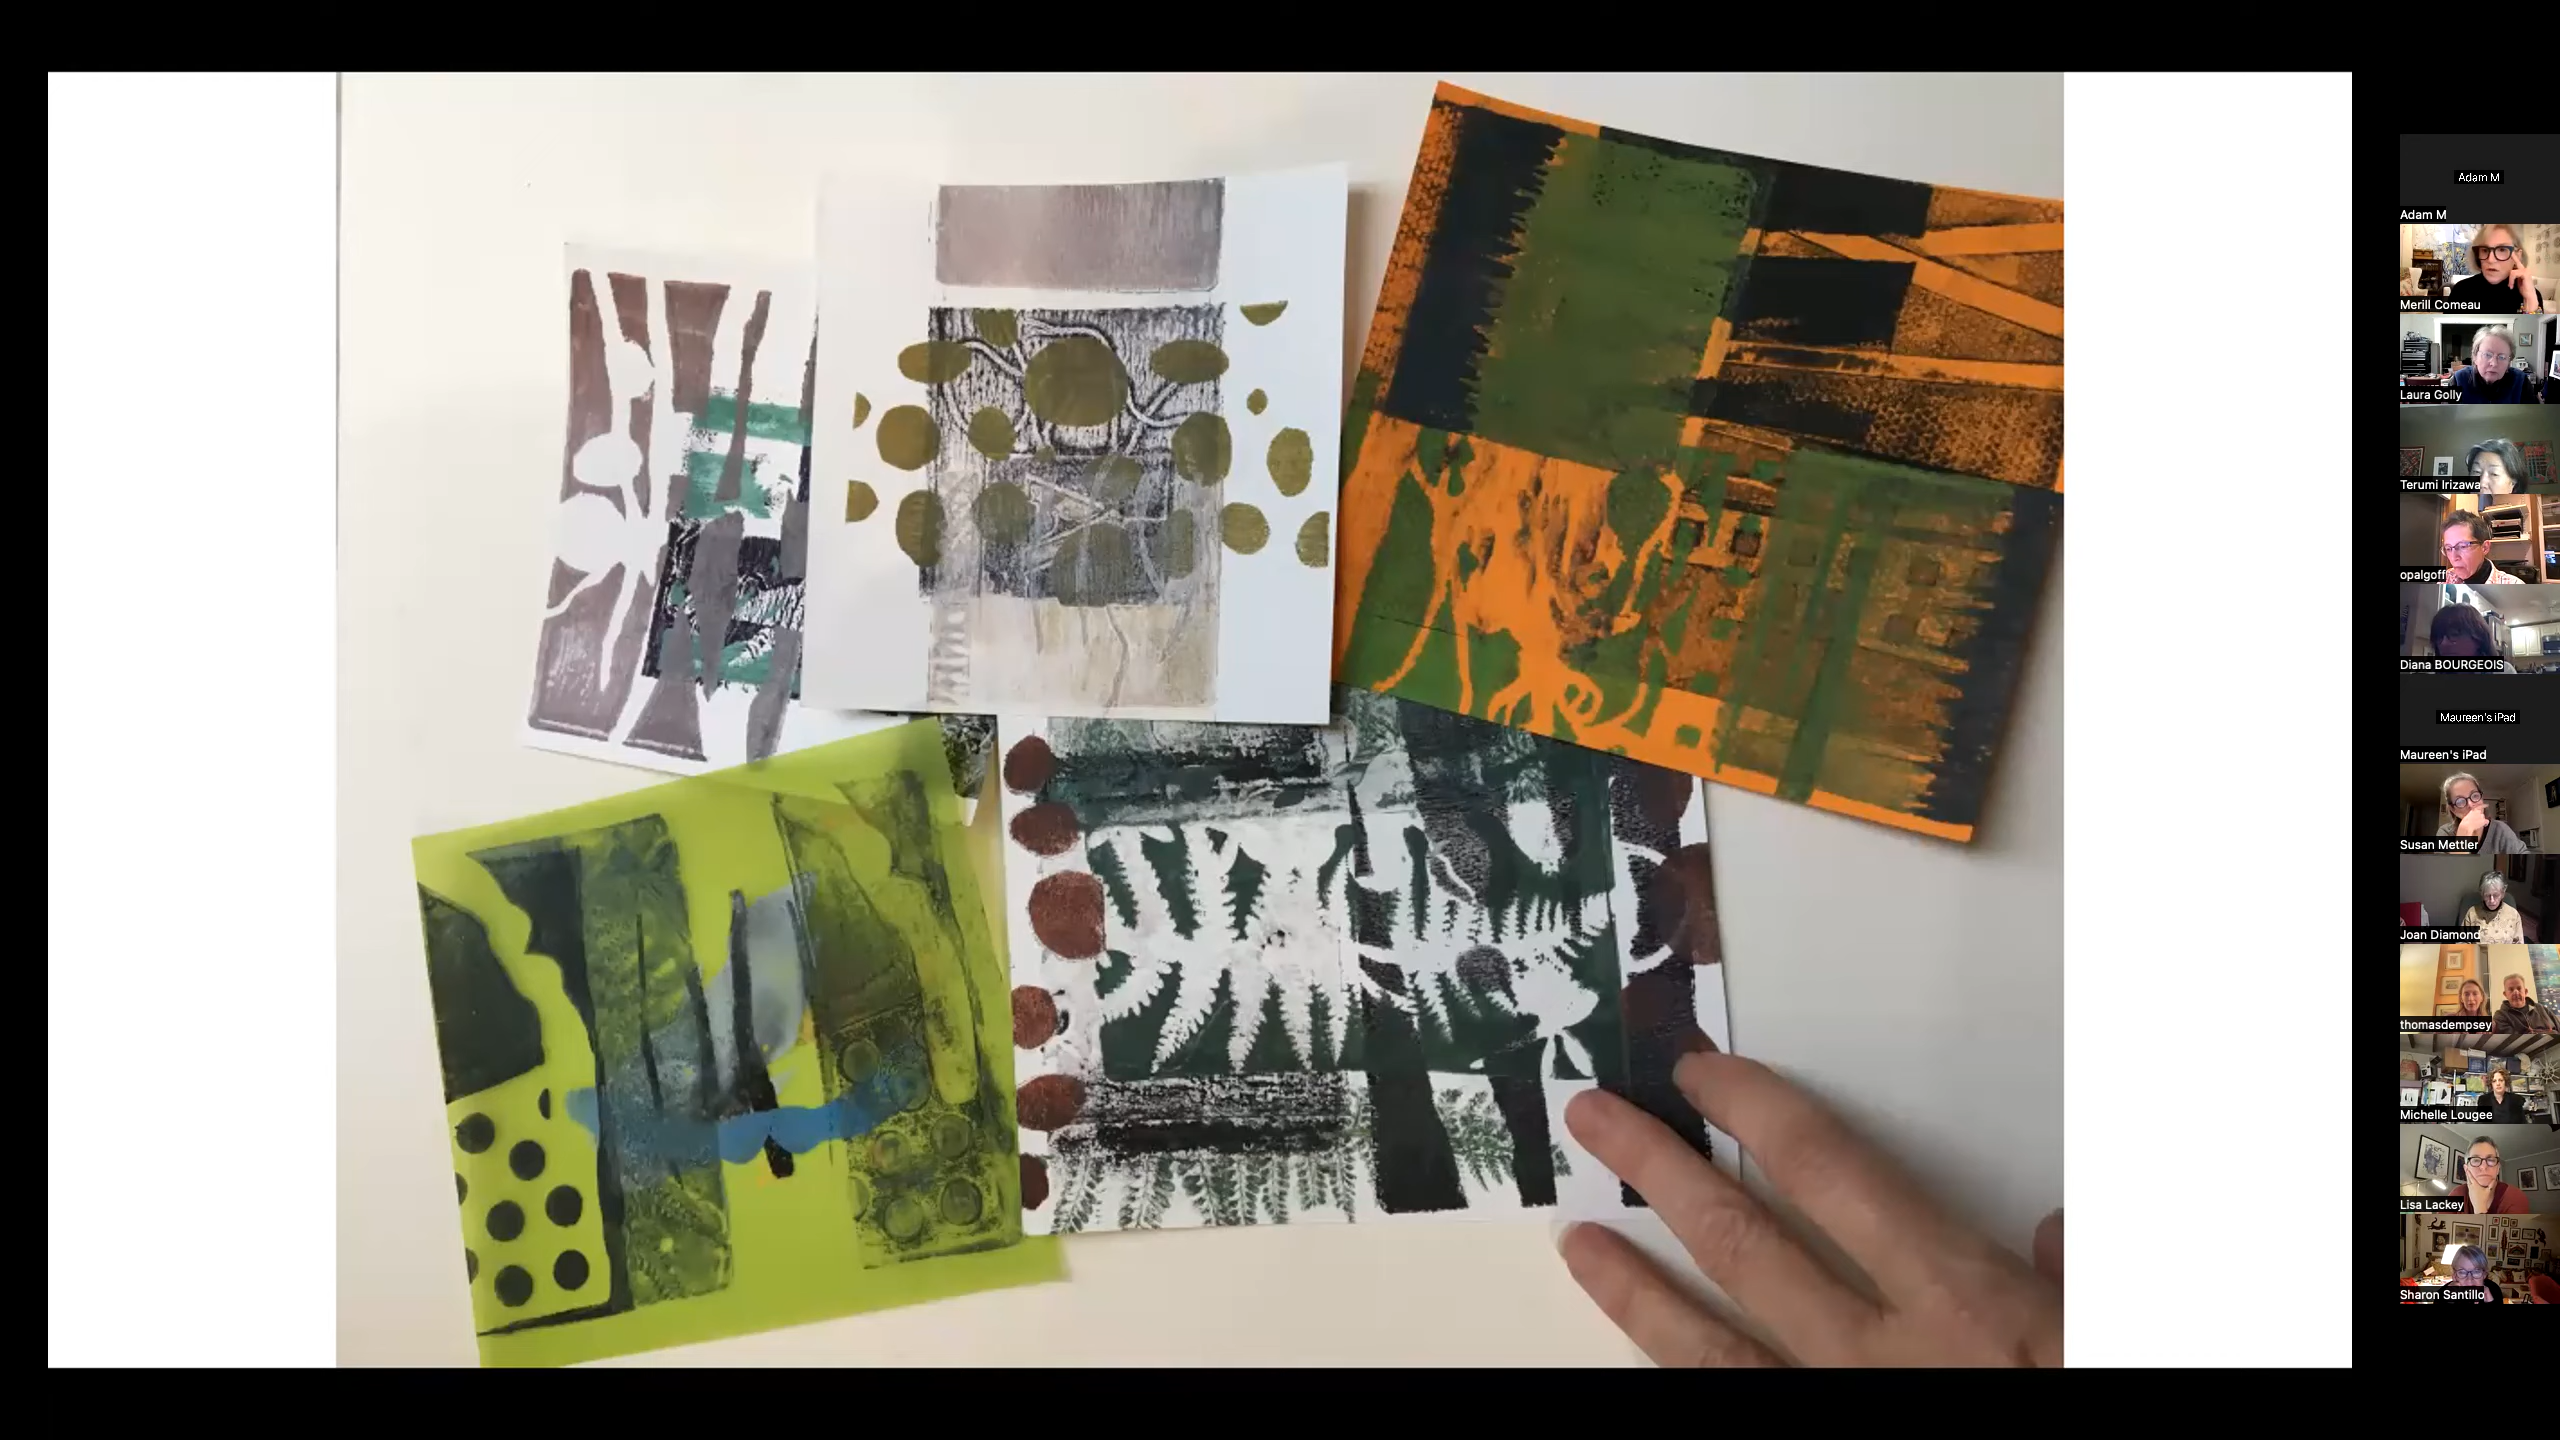 Adam M
Adam M
Merill Comeau
Laura Golly
Terumi Irizawa
opalgoff
Diana BOURGEOIS
Maureen's iPad
Maureen's iPad
Susan Mettler
Joan Diamond
thomasdempsey
Michelle Lougee
Lisa Lackey
Sharon Santillo